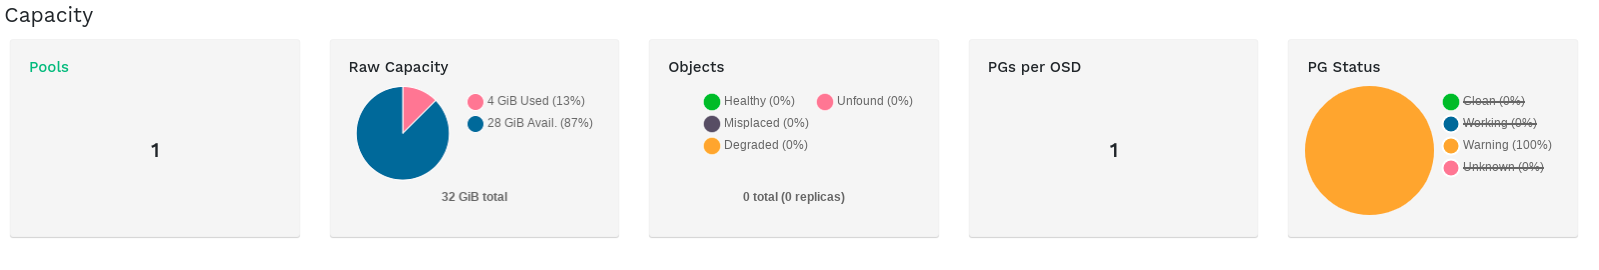 Capacity
Pools
1
Raw Capacity
4 GiB Used (13%)
28 GiB Avail. (87%)
32 GiB total
Objects
Healthy (0%) Unfound (0%)
Misplaced (0%)
Degraded (0%)
0 total (0 replicas)
PGs per OSD
1
PG Status
Clean (0%)
Working (0%)
Warning (100%)
Unknown (0%)